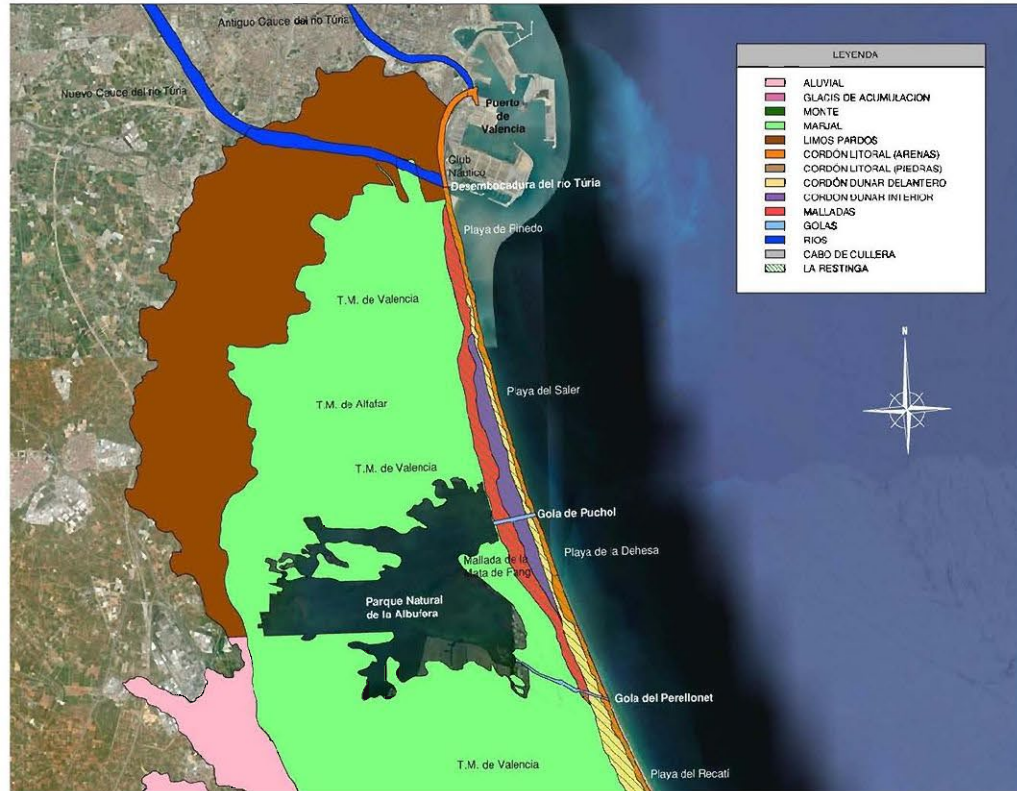 Antiguo Cauce del río Túria
LEYENDA
ALUVIAL
GLACIS DE ACUMULACION
MONTE
MARJAL
LIMOS PARDOS
CORDÓN LITORAL (ARENAS)
CORDÓN LITORAL (PIEDRAS)
CORDÓN DUNAR DELANTERO
CORDÓN DUNAR INTERIOR
MALLADAS
GOLAS
RIOS
CABO DE CULLERA
LA RESTINGA
Nuevo Cauce del río Túria
Puerto
de
Valencia
Club
Náutico
Desembocadura del río Túria
Playa de Pinedo
T.M. de Valencia
N
Playa del Saler
T.M. de Alfafar
T.M. de Valencia
Gola de Puchol
Playa de la Dehesa
Mallada de la
Mata de Fang
Parque Natural
de la Albufera
Gola del Perellonet
T.M. de Valencia
Playa del Recatí